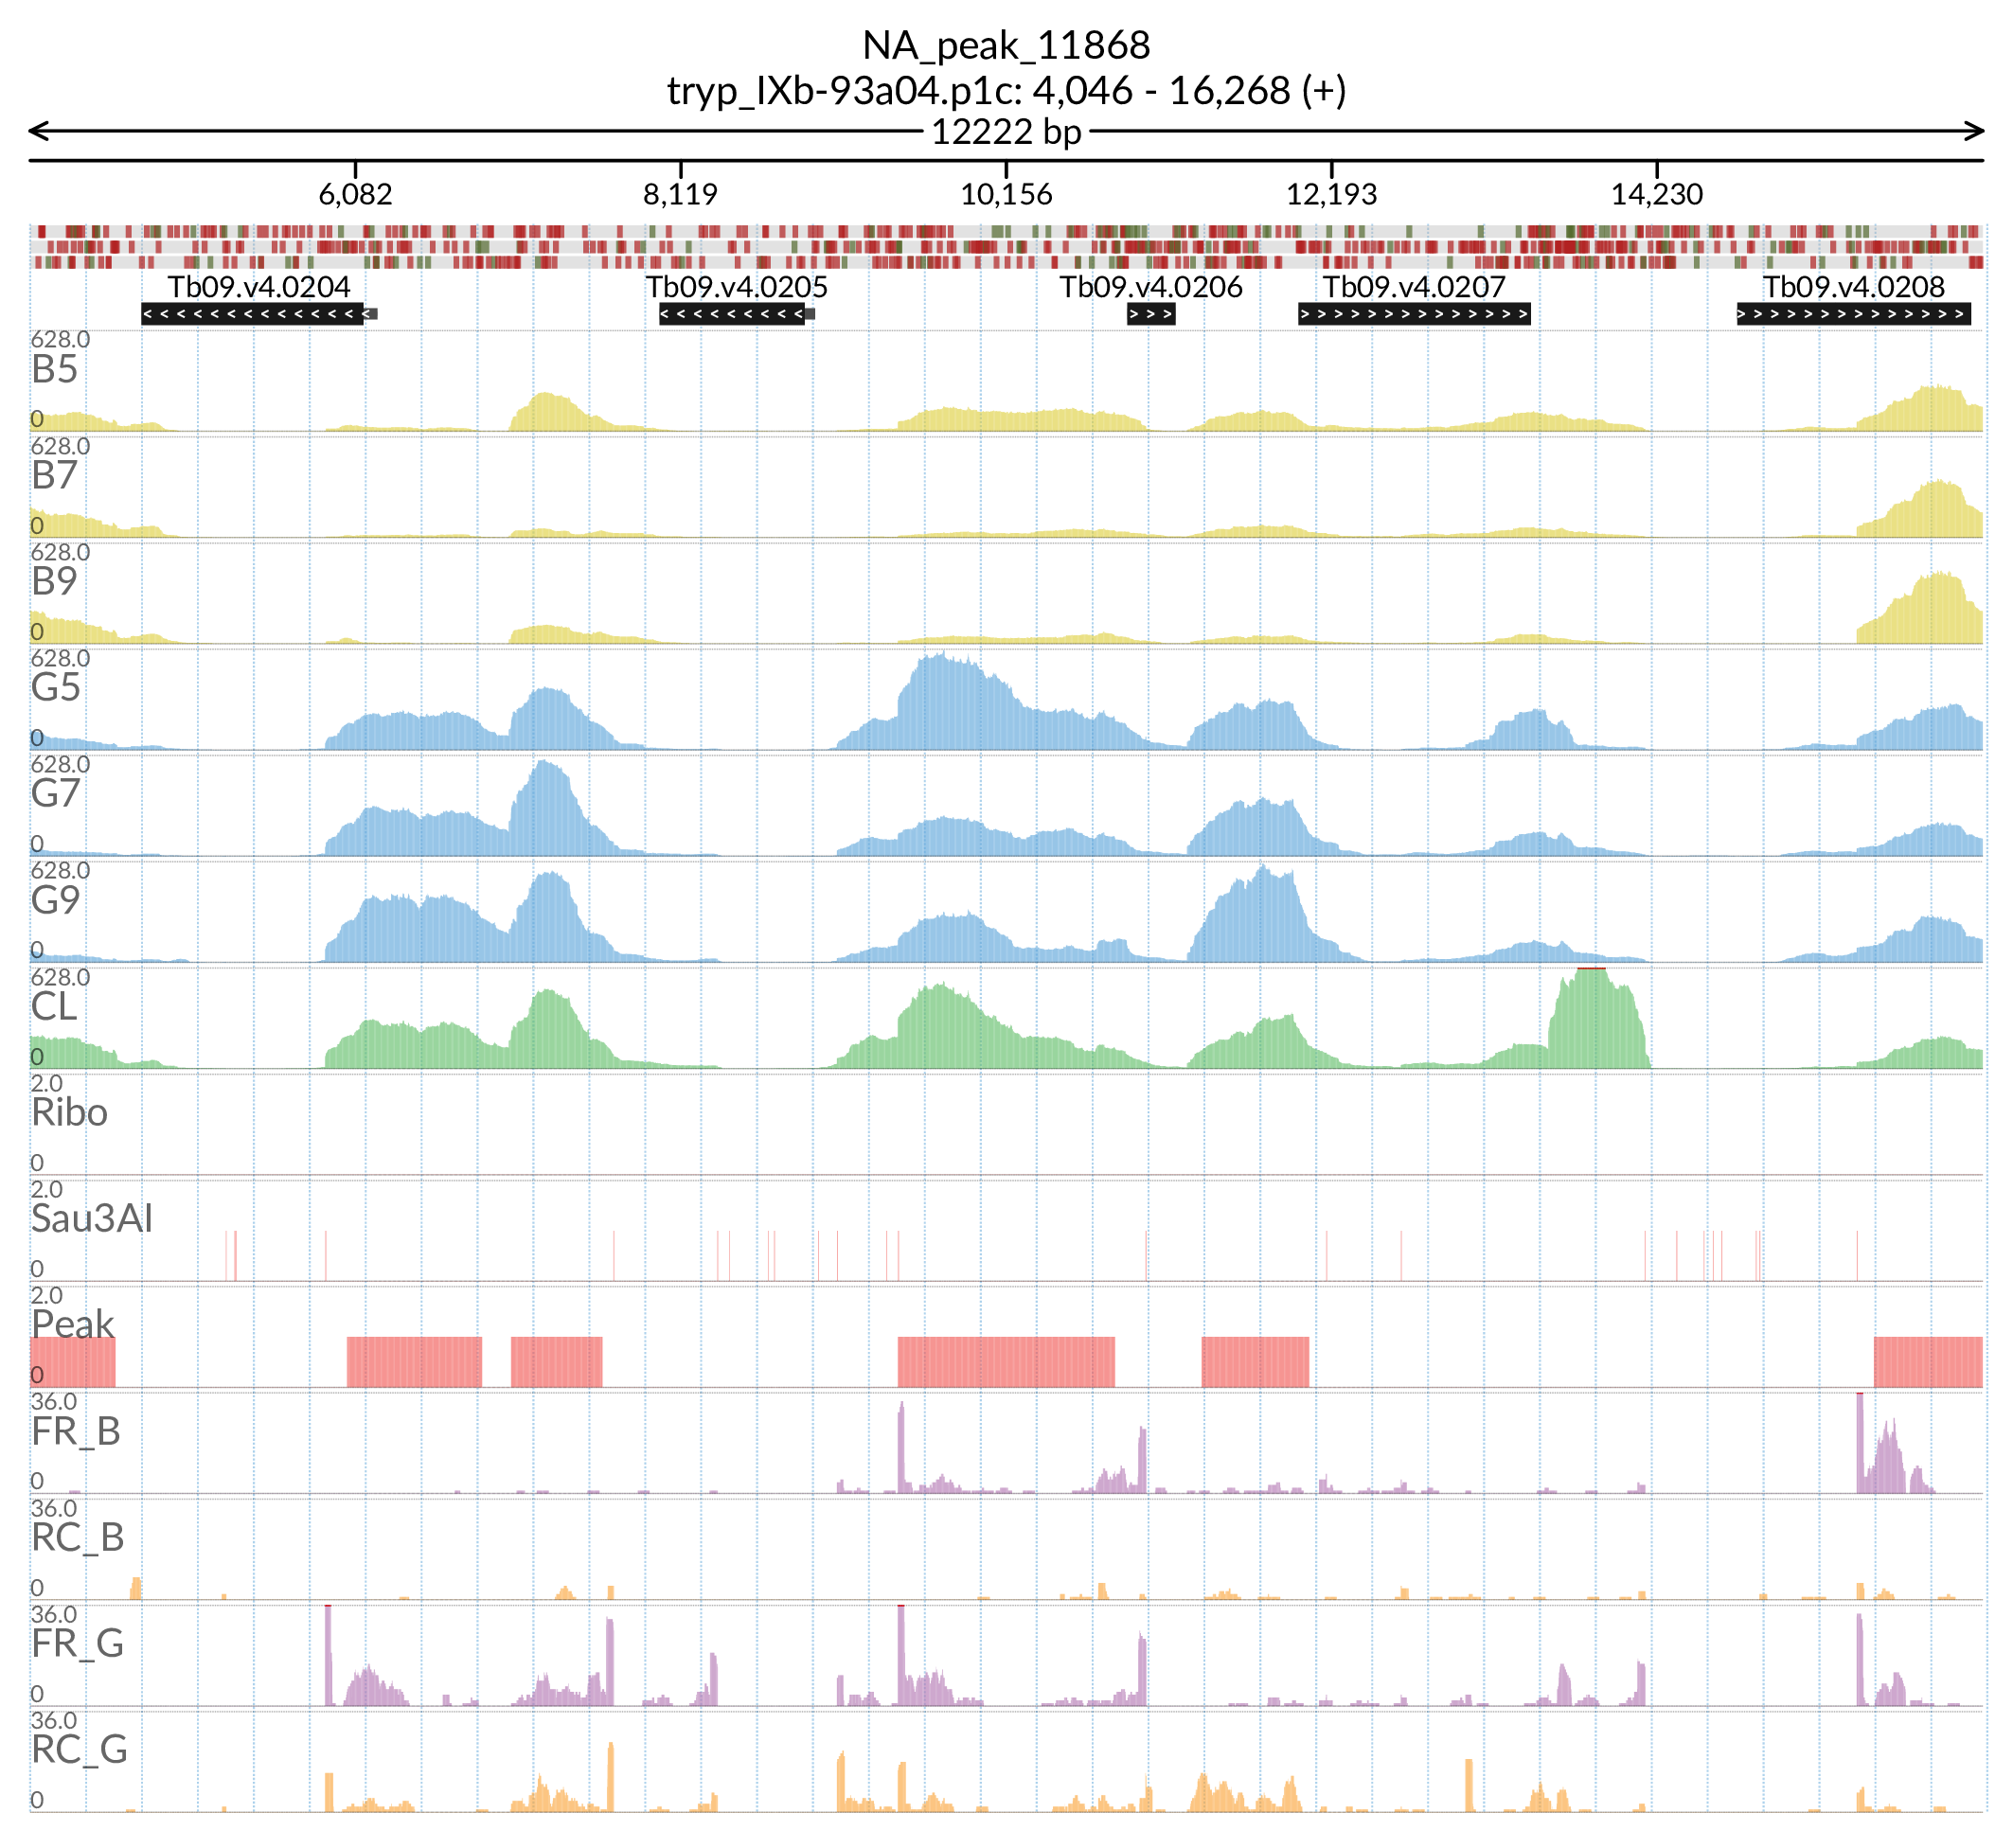 NA_peak_11868
tryp_IXb-93a04.p1c: 4,046 - 16,268 (+)
12222 bp
6,082 8,119 10,156 12,193 14,230
Tb09.v4.0204 Tb09.v4.0205 Tb09.v4.0206 Tb09.v4.0207 Tb09.v4.0208
628.0
B5
0
628.0
B7
0
628.0
B9
0
628.0
G5
0
628.0
G7
0
628.0
G9
0
628.0
CL
0
2.0
Ribo
0
2.0
Sau3AI
0
2.0
Peak
0
36.0
FR_B
0
36.0
RC_B
0
36.0
FR_G
0
36.0
RC_G
0